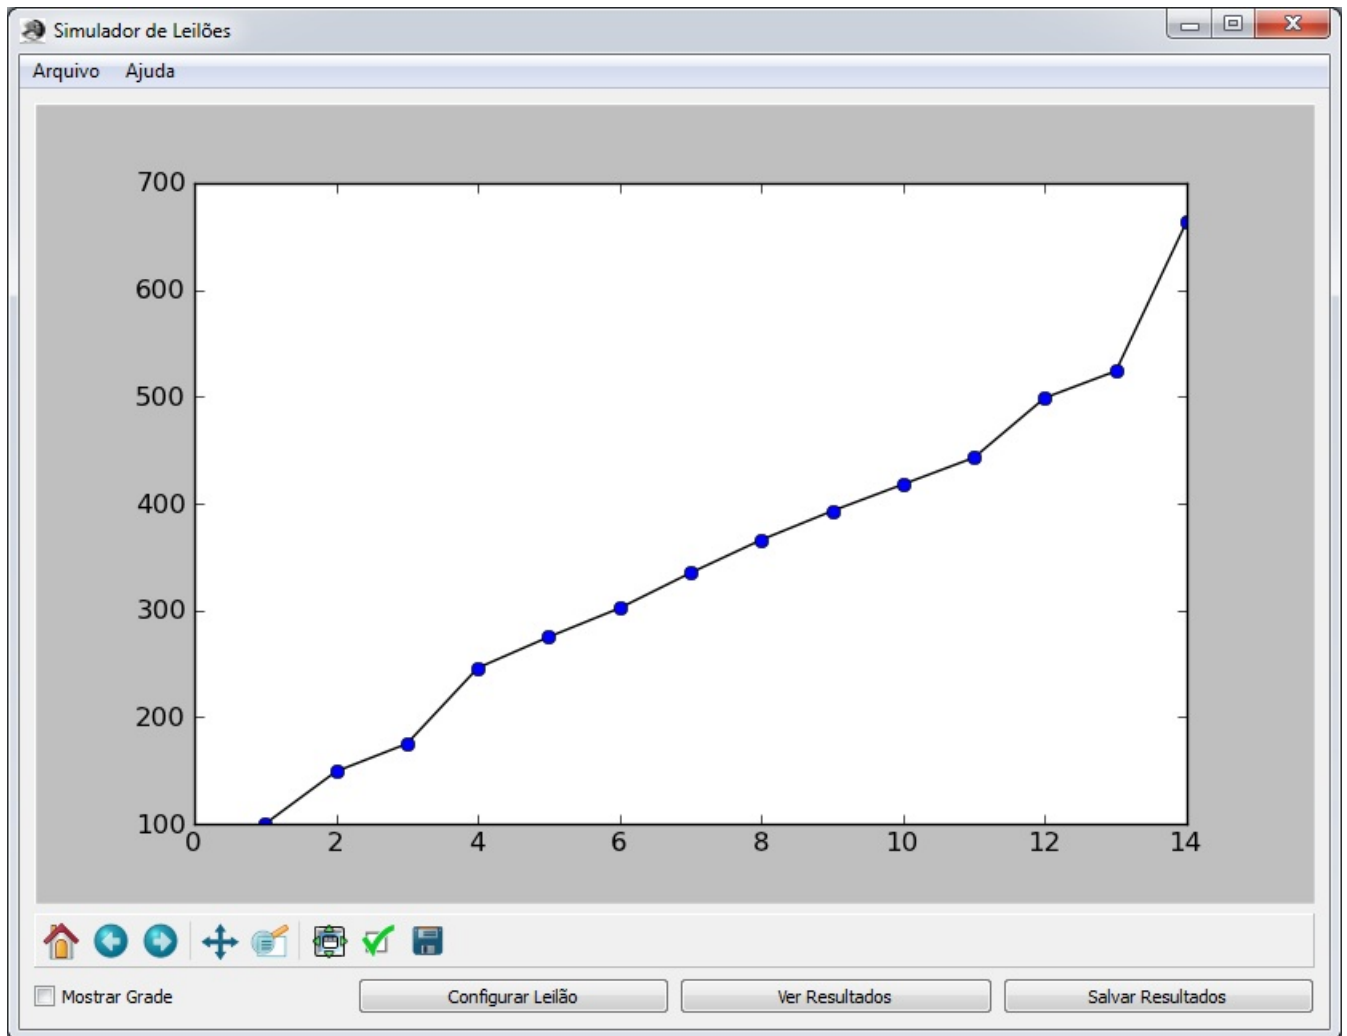 Simulador de Leilões
Arquivo Ajuda
700
600
500
400
300
200
100
0 2 4 6 8 10 12 14
Mostrar Grade Configurar Leilão Ver Resultados Salvar Resultados